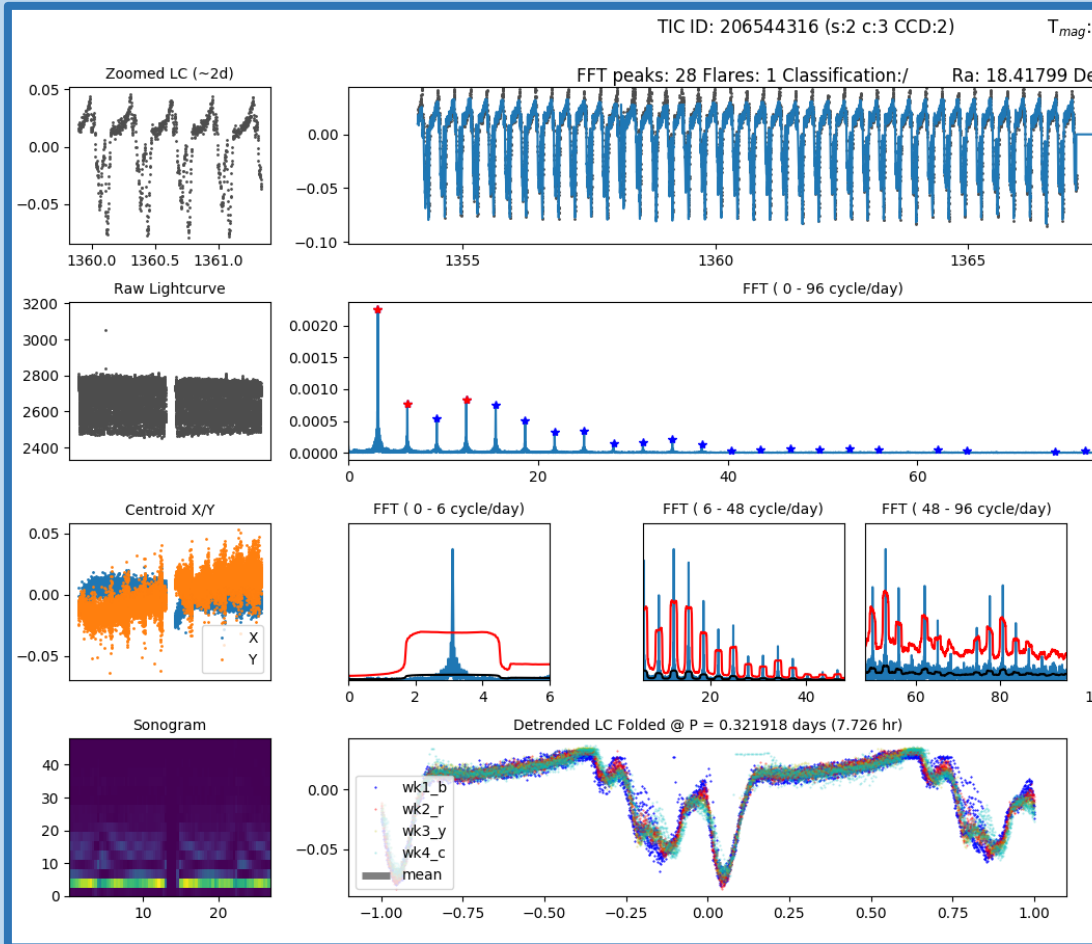 TIC ID: 206544316 (s:2 c:3 CCD:2) Tmag:
FFT peaks: 28 Flares: 1 Classification:/ Ra: 18.41799 De
Zoomed LC (~2d)
0.05
0.00
−0.05
1360.0 1360.5 1361.0
0.00
−0.05
−0.10
1355 1360 1365
Raw Lightcurve
3200
3000
2800
2600
2400
FFT ( 0 - 96 cycle/day)
0.0020
0.0015
0.0010
0.0005
0.0000
0 20 40 60
Centroid X/Y
0.05
0.00
−0.05
X
Y
FFT ( 0 - 6 cycle/day)
0 2 4 6
FFT ( 6 - 48 cycle/day)
20 40
FFT ( 48 - 96 cycle/day)
60 80 1
Sonogram
40
30
20
10
0
10 20
Detrended LC Folded @ P = 0.321918 days (7.726 hr)
0.00
−0.05
wk1_b
wk2_r
wk3_y
wk4_c
mean
−1.00 −0.75 −0.50 −0.25 0.00 0.25 0.50 0.75 1.00